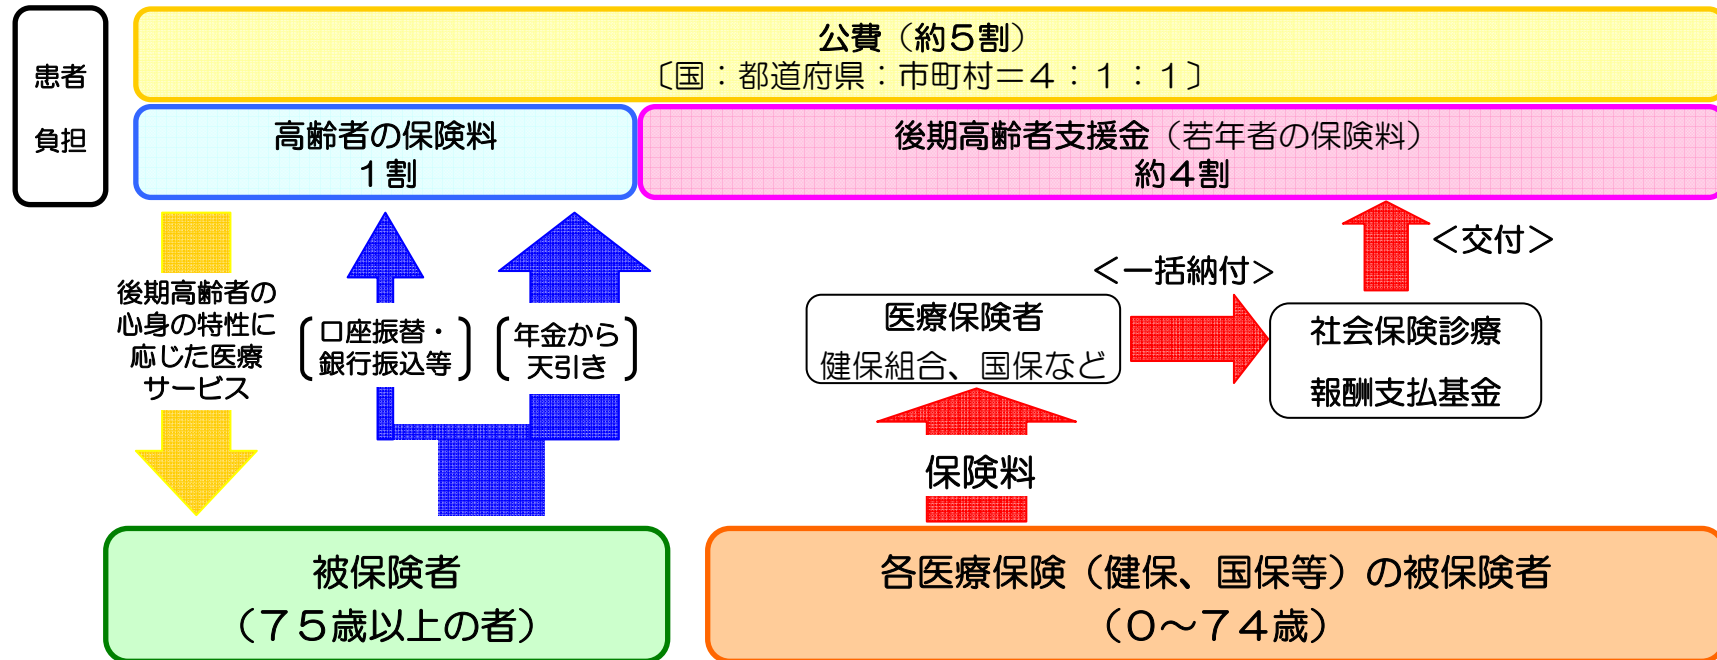 患者
負担
公費（約５割）
〔国：都道府県：市町村＝４：１：１〕
高齢者の保険料
１割
後期高齢者支援金（若年者の保険料）
約４割
後期高齢者の
心身の特性に
応じた医療
サービス
口座振替・
銀行振込等
年金から
天引き
医療保険者
健保組合、国保など
＜一括納付＞
社会保険診療
報酬支払基金
＜交付＞
保険料
被保険者
（７５歳以上の者）
各医療保険（健保、国保等）の被保険者
（０～７４歳）